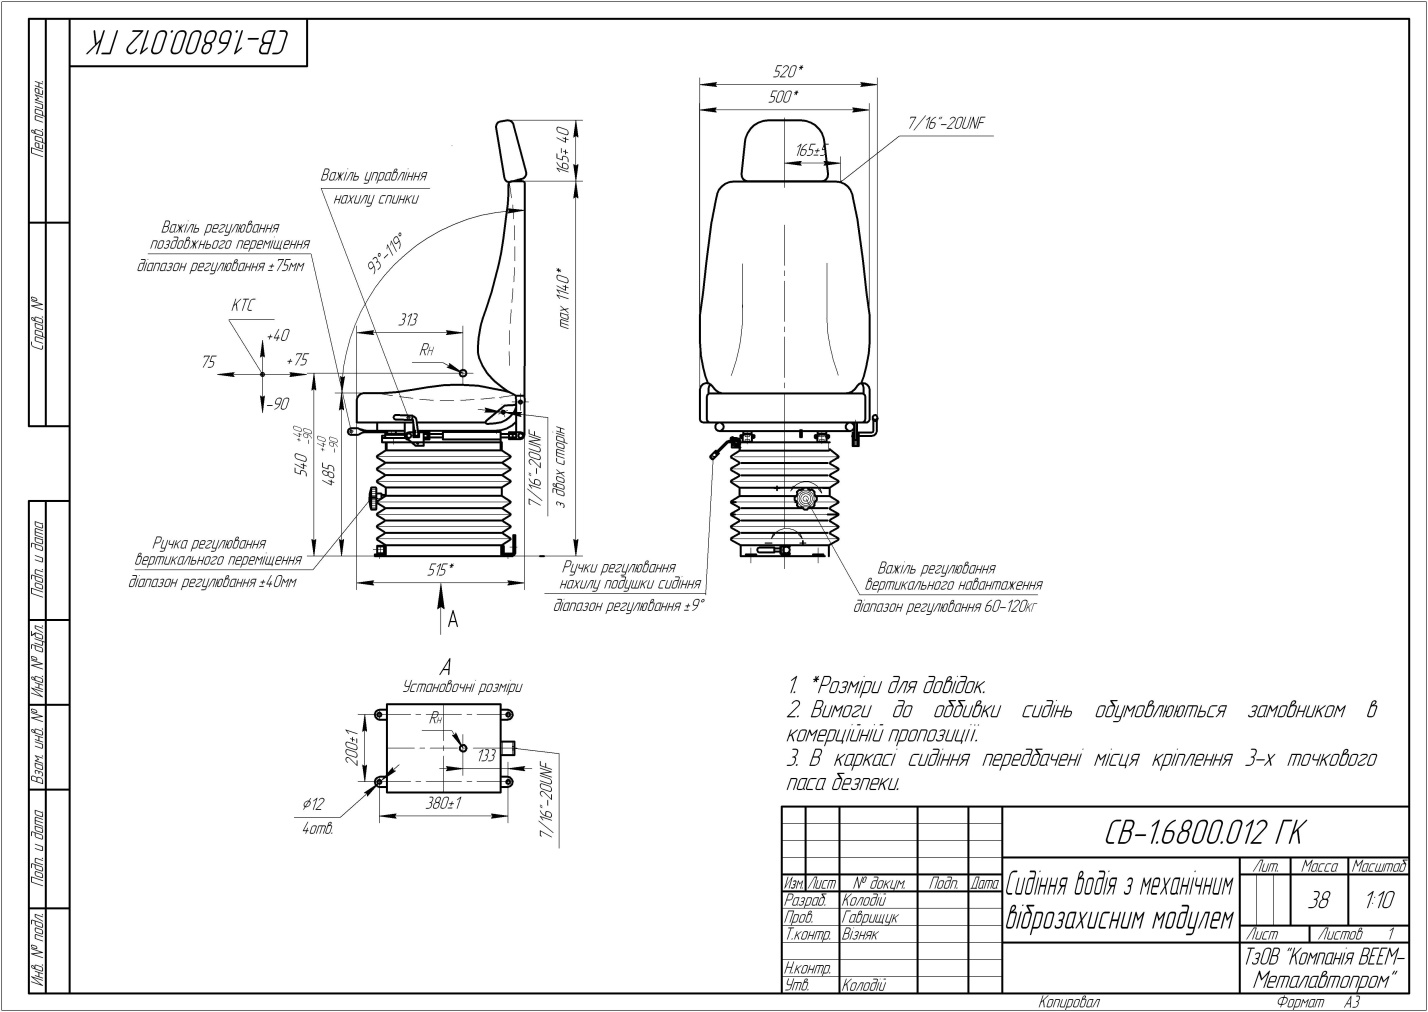 СВ-1.6800.012 ГК
Перв. примен.
Справ. №
Подп. и дата
Инв. № дубл.
Взам. инв. №
Подп. и дата
Инв. № подл.
Важіль управління
нахилу спинки
Важіль регулювання
поздовжнього переміщення
діапазон регулювання ±75мм
93°-119°
КТС
+40
75
+75
-90
313
RН
165∓ 40
max 1140*
540 +40 -90
485 +40 -90
7/16"-20UNF
з двох сторін
Ручка регулювання
вертикального переміщення
діапазон регулювання ±40мм
515*
А
520*
500*
165±5
7/16"-20UNF
Ручки регулювання
нахилу подушки сидіння
діапазон регулювання ±9°
Важіль регулювання
вертикального навантаження
діапазон регулювання 60-120кг
А
Установочні розміри
RН
200±1
133
380±1
⌀12
4отв.
7/16"-20UNF
1. *Розміри для довідок.
2. Вимоги до оббивки сидінь обумовлюються замовником в
комерційній пропозиції.
3. В каркасі сидіння передбачені місця кріплення 3-х точкового
паса безпеки.
СВ-1.6800.012 ГК
Изм. Лист № докум. Подп. Дата
Разраб. Колодій
Пров. Гаврищук
Т.контр. Візняк
Н.контр.
Утв. Колодій
Сидіння водія з механічним
віброзахисним модулем
Лит. Масса Масштаб
38 1:10
Лист Листов 1
ТзОВ "Компанія ВЕЕМ-
Металавтопром"
Копировал Формат А3